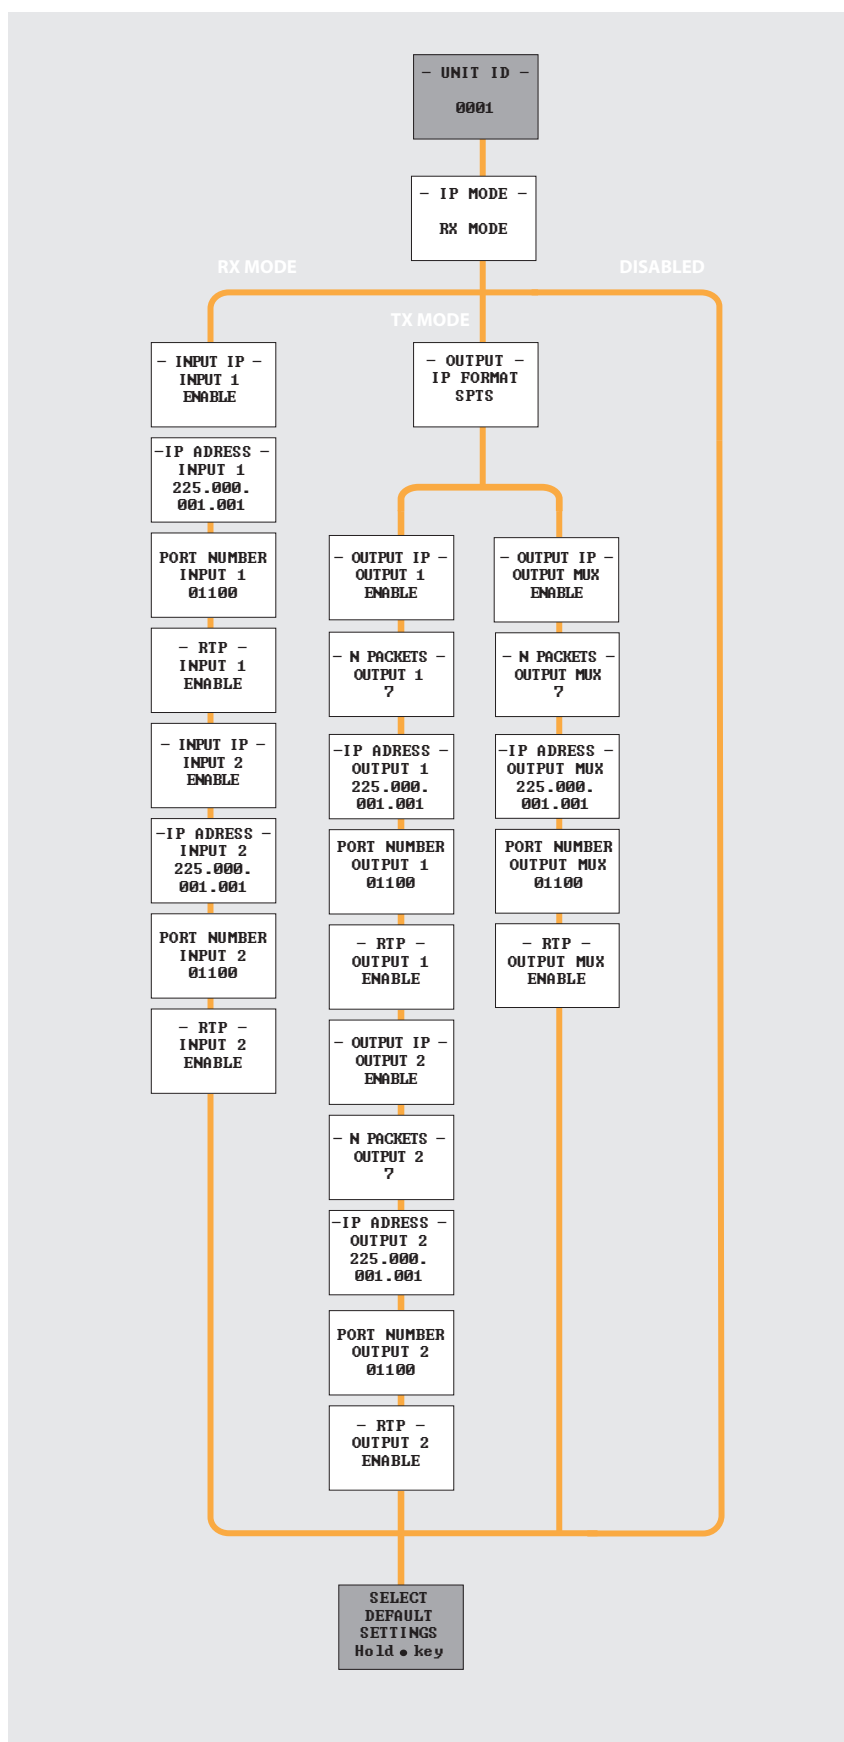 - UNIT ID -
0001
- IP MODE -
RX MODE
RX MODE
DISABLED
TX MODE
- INPUT IP -
INPUT 1
ENABLE
-IP ADRESS -
INPUT 1
225.000.
001.001
PORT NUMBER
INPUT 1
01100
- RTP -
INPUT 1
ENABLE
- INPUT IP -
INPUT 2
ENABLE
-IP ADRESS -
INPUT 2
225.000.
001.001
PORT NUMBER
INPUT 2
01100
- RTP -
INPUT 2
ENABLE
- OUTPUT -
IP FORMAT
SPTS
- OUTPUT IP -
OUTPUT 1
ENABLE
- N PACKETS -
OUTPUT 1
7
-IP ADRESS -
OUTPUT 1
225.000.
001.001
PORT NUMBER
OUTPUT 1
01100
- RTP -
OUTPUT 1
ENABLE
- OUTPUT IP -
OUTPUT 2
ENABLE
- N PACKETS -
OUTPUT 2
7
-IP ADRESS -
OUTPUT 2
225.000.
001.001
PORT NUMBER
OUTPUT 2
01100
- RTP -
OUTPUT 2
ENABLE
- OUTPUT IP -
OUTPUT MUX
ENABLE
- N PACKETS -
OUTPUT MUX
7
-IP ADRESS -
OUTPUT MUX
225.000.
001.001
PORT NUMBER
OUTPUT MUX
01100
- RTP -
OUTPUT MUX
ENABLE
SELECT
DEFAULT
SETTINGS
Hold ● key